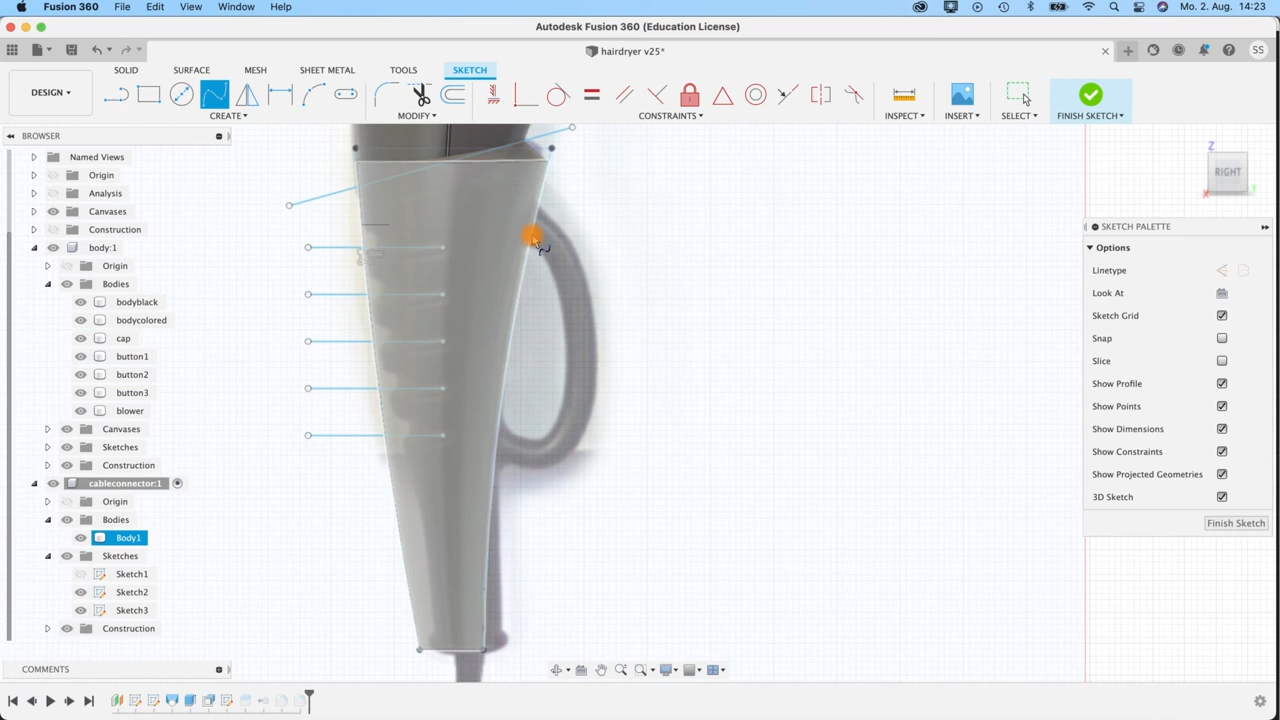 Fusion 360 File Edit View Window Help Mo. 2. Aug. 14:23
Autodesk Fusion 360 (Education License)
hairdryer v25* SS
DESIGN SOLID SURFACE MESH SHEET METAL TOOLS SKETCH
CREATE MODIFY CONSTRAINTS INSPECT INSERT SELECT FINISH SKETCH
BROWSER
Named Views
Origin
Analysis
Canvases
Construction
body:1
Origin
Bodies
bodyblack
bodycolored
cap
button1
button2
button3
blower
Canvases
Sketches
Construction
cableconnector:1
Origin
Bodies
Body1
Sketches
Sketch1
Sketch2
Sketch3
Construction
COMMENTS
Z
RIGHT
X Y
SKETCH PALETTE
Options
Linetype
Look At
Sketch Grid
Snap
Slice
Show Profile
Show Points
Show Dimensions
Show Constraints
Show Projected Geometries
3D Sketch
Finish Sketch